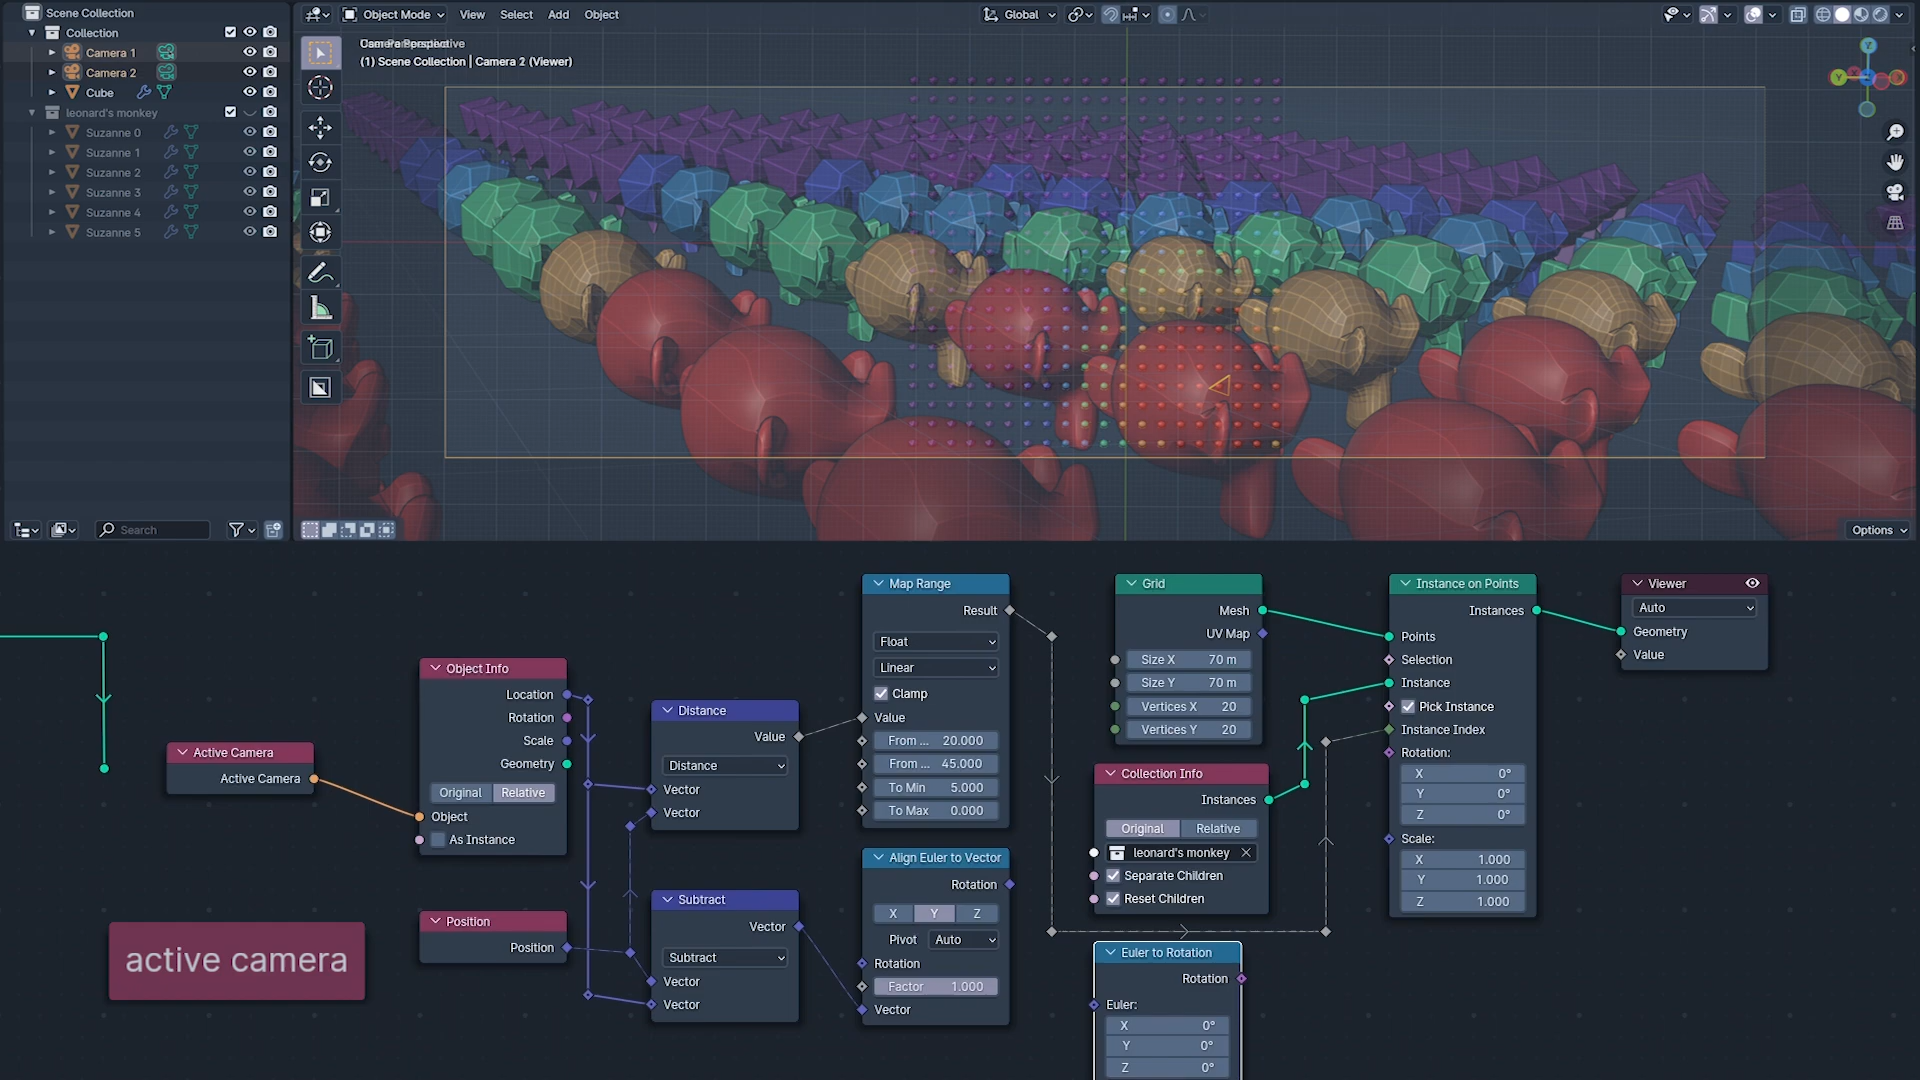 Scene Collection
Collection
Camera 1
Camera 2
Cube
leonard's monkey
Suzanne 0
Suzanne 1
Suzanne 2
Suzanne 3
Suzanne 4
Suzanne 5
Search
Object Mode
View
Select
Add
Object
Global
(1) Scene Collection | Camera 2 (Viewer)
Y
Y
Options
Active Camera
Active Camera
active camera
Object Info
Location
Rotation
Scale
Geometry
Original
Relative
Object
As Instance
Position
Position
Distance
Value
Distance
Vector
Vector
Subtract
Vector
Subtract
Vector
Vector
Map Range
Result
Float
Linear
Clamp
Value
From ... 20.000
From ... 45.000
To Min 5.000
To Max 0.000
Align Euler to Vector
Rotation
X Y Z
Pivot Auto
Rotation
Factor 1.000
Vector
Grid
Mesh
UV Map
Size X 70 m
Size Y 70 m
Vertices X 20
Vertices Y 20
Collection Info
Instances
Original Relative
leonard's monkey
Separate Children
Reset Children
Euler to Rotation
Rotation
Euler:
X 0°
Y 0°
Z 0°
Instance on Points
Instances
Points
Selection
Instance
Pick Instance
Instance Index
Rotation:
X 0°
Y 0°
Z 0°
Scale:
X 1.000
Y 1.000
Z 1.000
Viewer
Auto
Geometry
Value